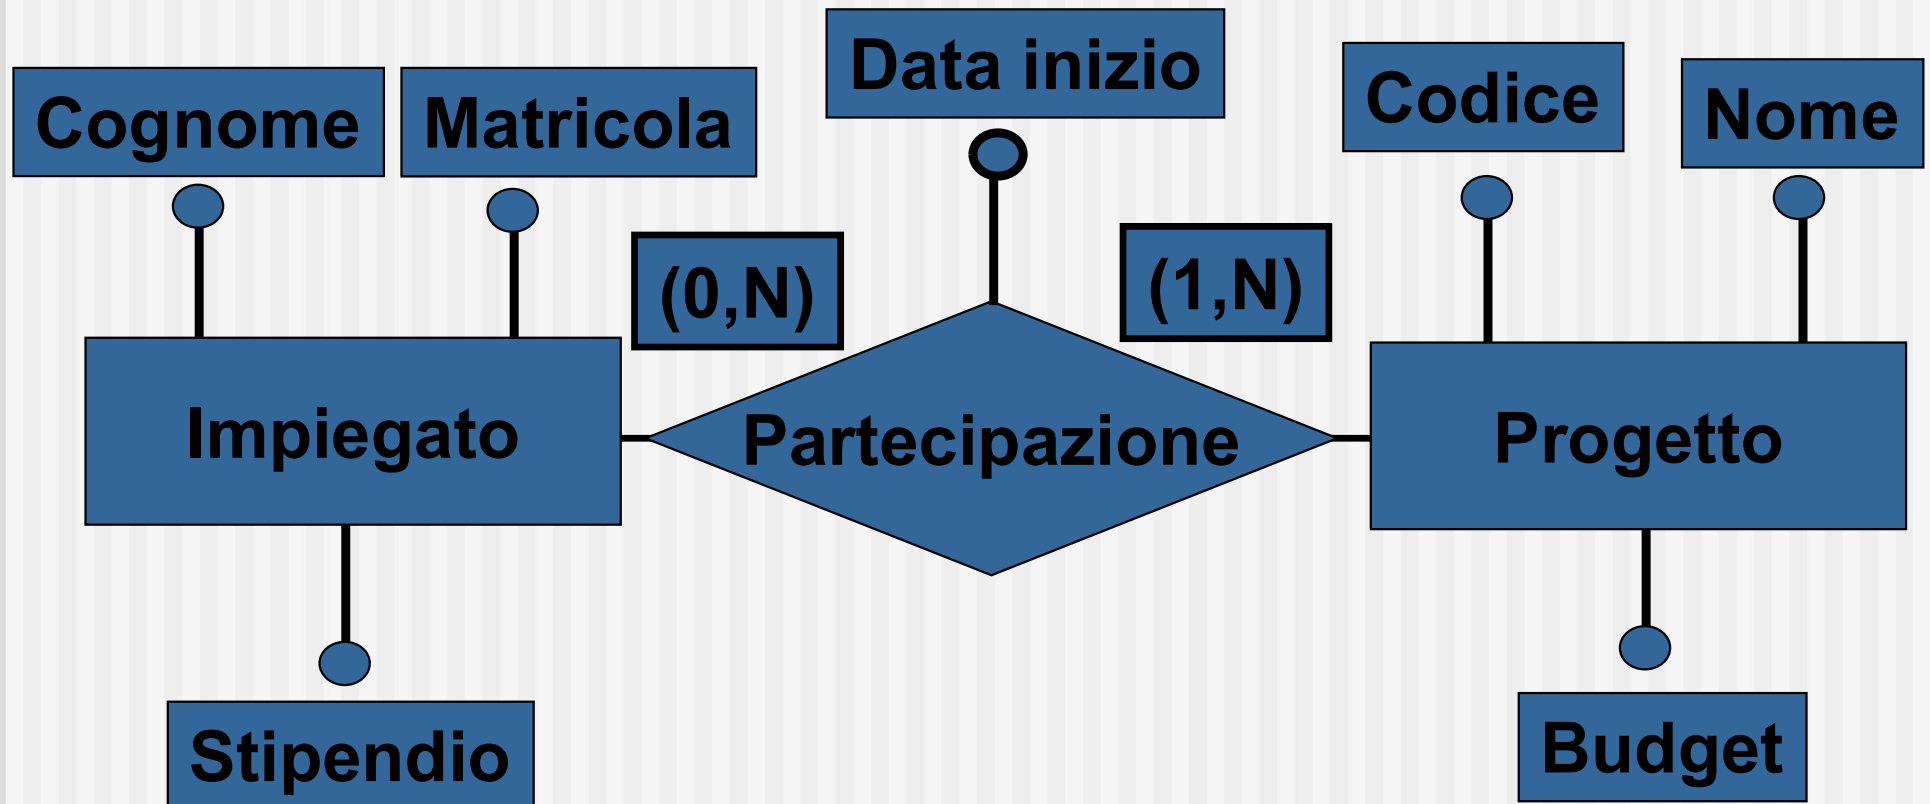 Data inizio
Cognome
Matricola
Codice
Nome
(0,N)
(1,N)
Impiegato
Partecipazione
Progetto
Stipendio
Budget